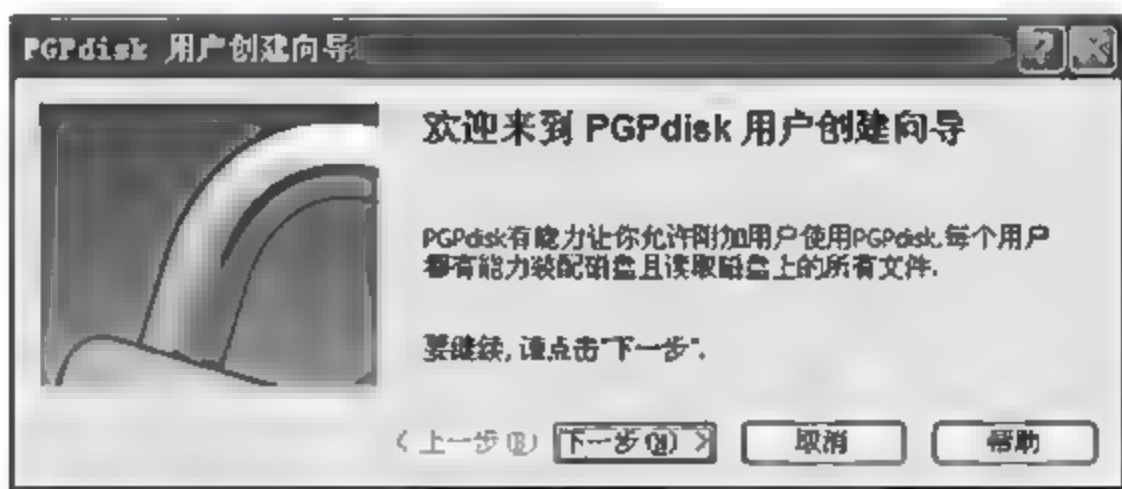 PGPdisk 用户创建向导
欢迎来到 PGPdisk 用户创建向导
PGPdisk有能力让你允许附加用户使用PGPdisk.每个用户
都有能力装配磁盘且读取磁盘上的所有文件.
要继续,请点击"下一步".
< 上一步(B) 下一步(N) > 取消 帮助